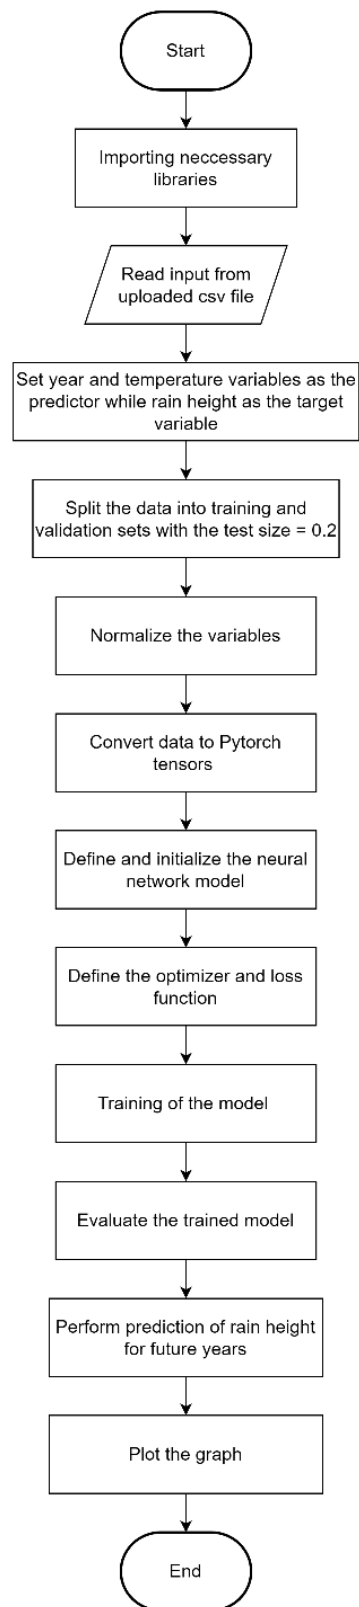 Start
Importing neccessary
libraries
Read input from
uploaded csv file
Set year and temperature variables as the
predictor while rain height as the target
variable
Split the data into training and
validation sets with the test size = 0.2
Normalize the variables
Convert data to Pytorch
tensors
Define and initialize the neural
network model
Define the optimizer and loss
function
Training of the model
Evaluate the trained model
Perform prediction of rain height
for future years
Plot the graph
End